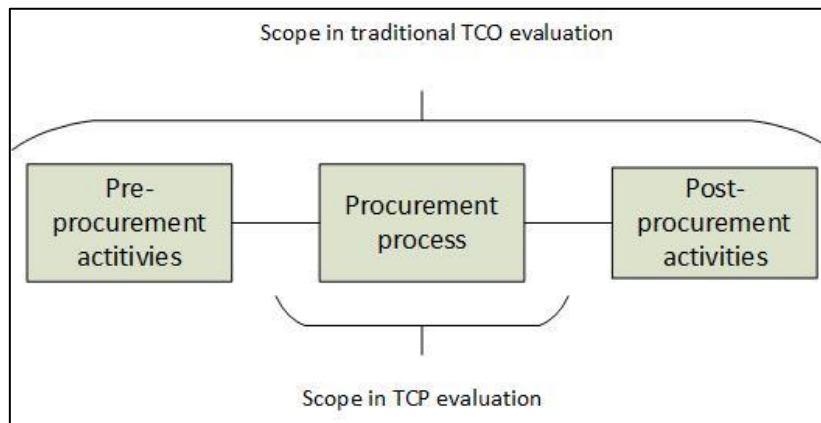 Scope in traditional TCO evaluation
Pre-
procurement
actitivies
Procurement
process
Post-
procurement
activities
Scope in TCP evaluation